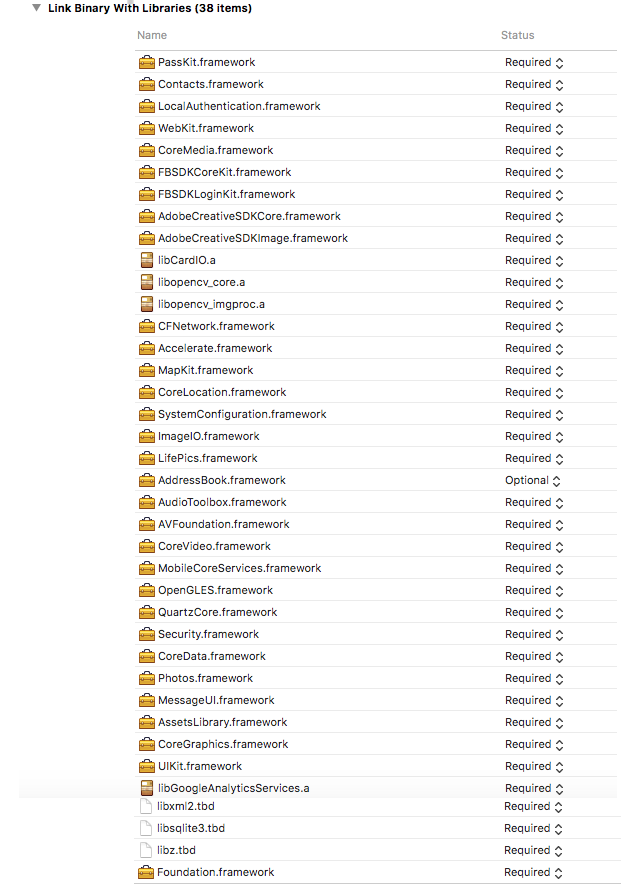 Link Binary With Libraries (38 items)
Name Status
PassKit.framework Required
Contacts.framework Required
LocalAuthentication.framework Required
WebKit.framework Required
CoreMedia.framework Required
FBSDKCoreKit.framework Required
FBSDKLoginKit.framework Required
AdobeCreativeSDKCore.framework Required
AdobeCreativeSDKImage.framework Required
libCardIO.a Required
libopencv_core.a Required
libopencv_imgproc.a Required
CFNetwork.framework Required
Accelerate.framework Required
MapKit.framework Required
CoreLocation.framework Required
SystemConfiguration.framework Required
ImageIO.framework Required
LifePics.framework Required
AddressBook.framework Optional
AudioToolbox.framework Required
AVFoundation.framework Required
CoreVideo.framework Required
MobileCoreServices.framework Required
OpenGLES.framework Required
QuartzCore.framework Required
Security.framework Required
CoreData.framework Required
Photos.framework Required
MessageUI.framework Required
AssetsLibrary.framework Required
CoreGraphics.framework Required
UIKit.framework Required
libGoogleAnalyticsServices.a Required
libxml2.tbd Required
libsqlite3.tbd Required
libz.tbd Required
Foundation.framework Required